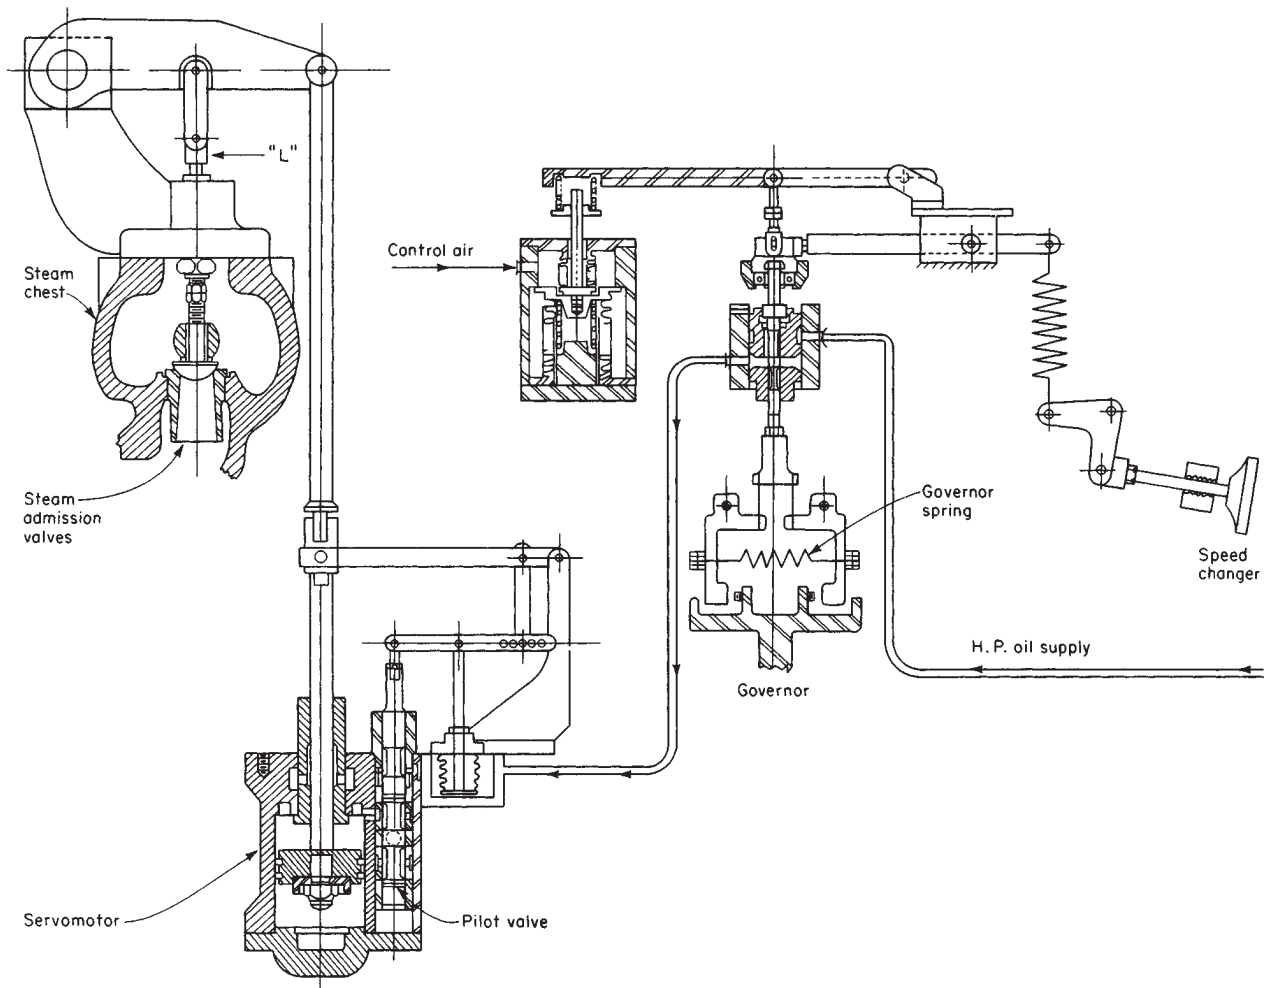 "L"
Control air
Steam
chest
Steam
admission
valves
Governor
spring
Speed
changer
H.P. oil supply
Governor
Servomotor
Pilot valve